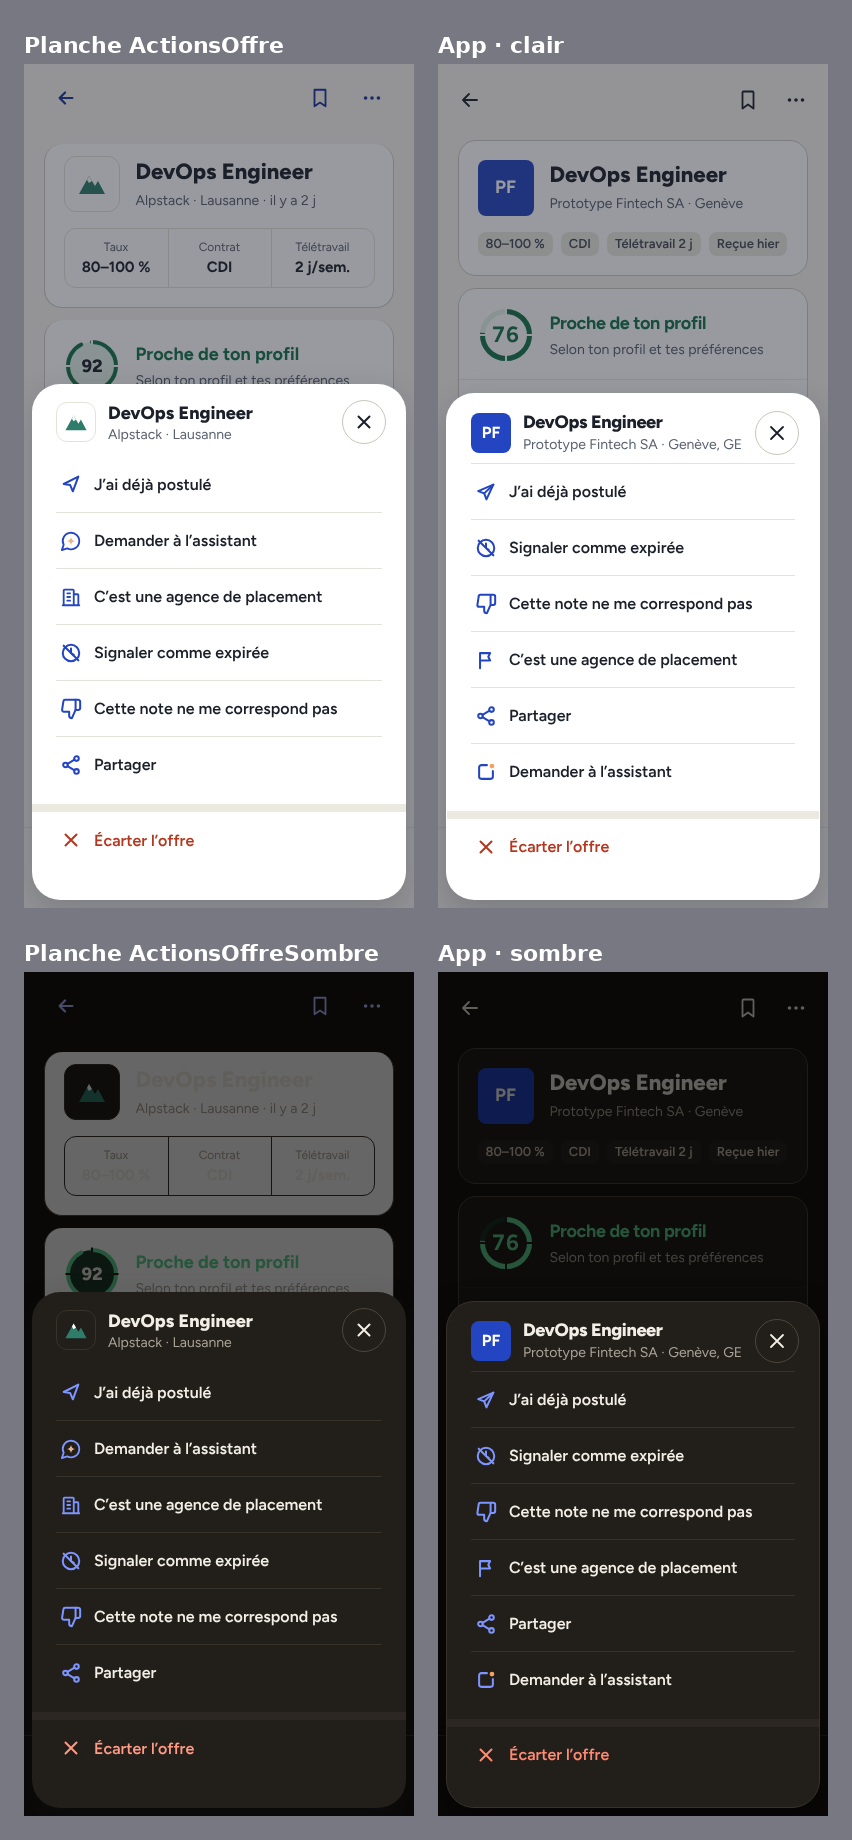 Planche ActionsOffre
DevOps Engineer
Alpstack · Lausanne · il y a 2 j
Taux
Contrat
Télétravail
80–100 %
CDI
2 j/sem.
92
Proche de ton profil
Selon ton profil et tes préférences
DevOps Engineer
Alpstack · Lausanne
J’ai déjà postulé
Demander à l’assistant
C’est une agence de placement
Signaler comme expirée
Cette note ne me correspond pas
Partager
Écarter l’offre
App · clair
PF
DevOps Engineer
Prototype Fintech SA · Genève
80–100 %
CDI
Télétravail 2 j
Reçue hier
76
Proche de ton profil
Selon ton profil et tes préférences
PF
DevOps Engineer
Prototype Fintech SA · Genève, GE
J’ai déjà postulé
Signaler comme expirée
Cette note ne me correspond pas
C’est une agence de placement
Partager
Demander à l’assistant
Écarter l’offre
Planche ActionsOffreSombre
DevOps Engineer
Alpstack · Lausanne · il y a 2 j
Taux
Contrat
Télétravail
80–100 %
CDI
2 j/sem.
92
Proche de ton profil
Selon ton profil et tes préférences
DevOps Engineer
Alpstack · Lausanne
J’ai déjà postulé
Demander à l’assistant
C’est une agence de placement
Signaler comme expirée
Cette note ne me correspond pas
Partager
Écarter l’offre
App · sombre
PF
DevOps Engineer
Prototype Fintech SA · Genève
80–100 %
CDI
Télétravail 2 j
Reçue hier
76
Proche de ton profil
Selon ton profil et tes préférences
PF
DevOps Engineer
Prototype Fintech SA · Genève, GE
J’ai déjà postulé
Signaler comme expirée
Cette note ne me correspond pas
C’est une agence de placement
Partager
Demander à l’assistant
Écarter l’offre